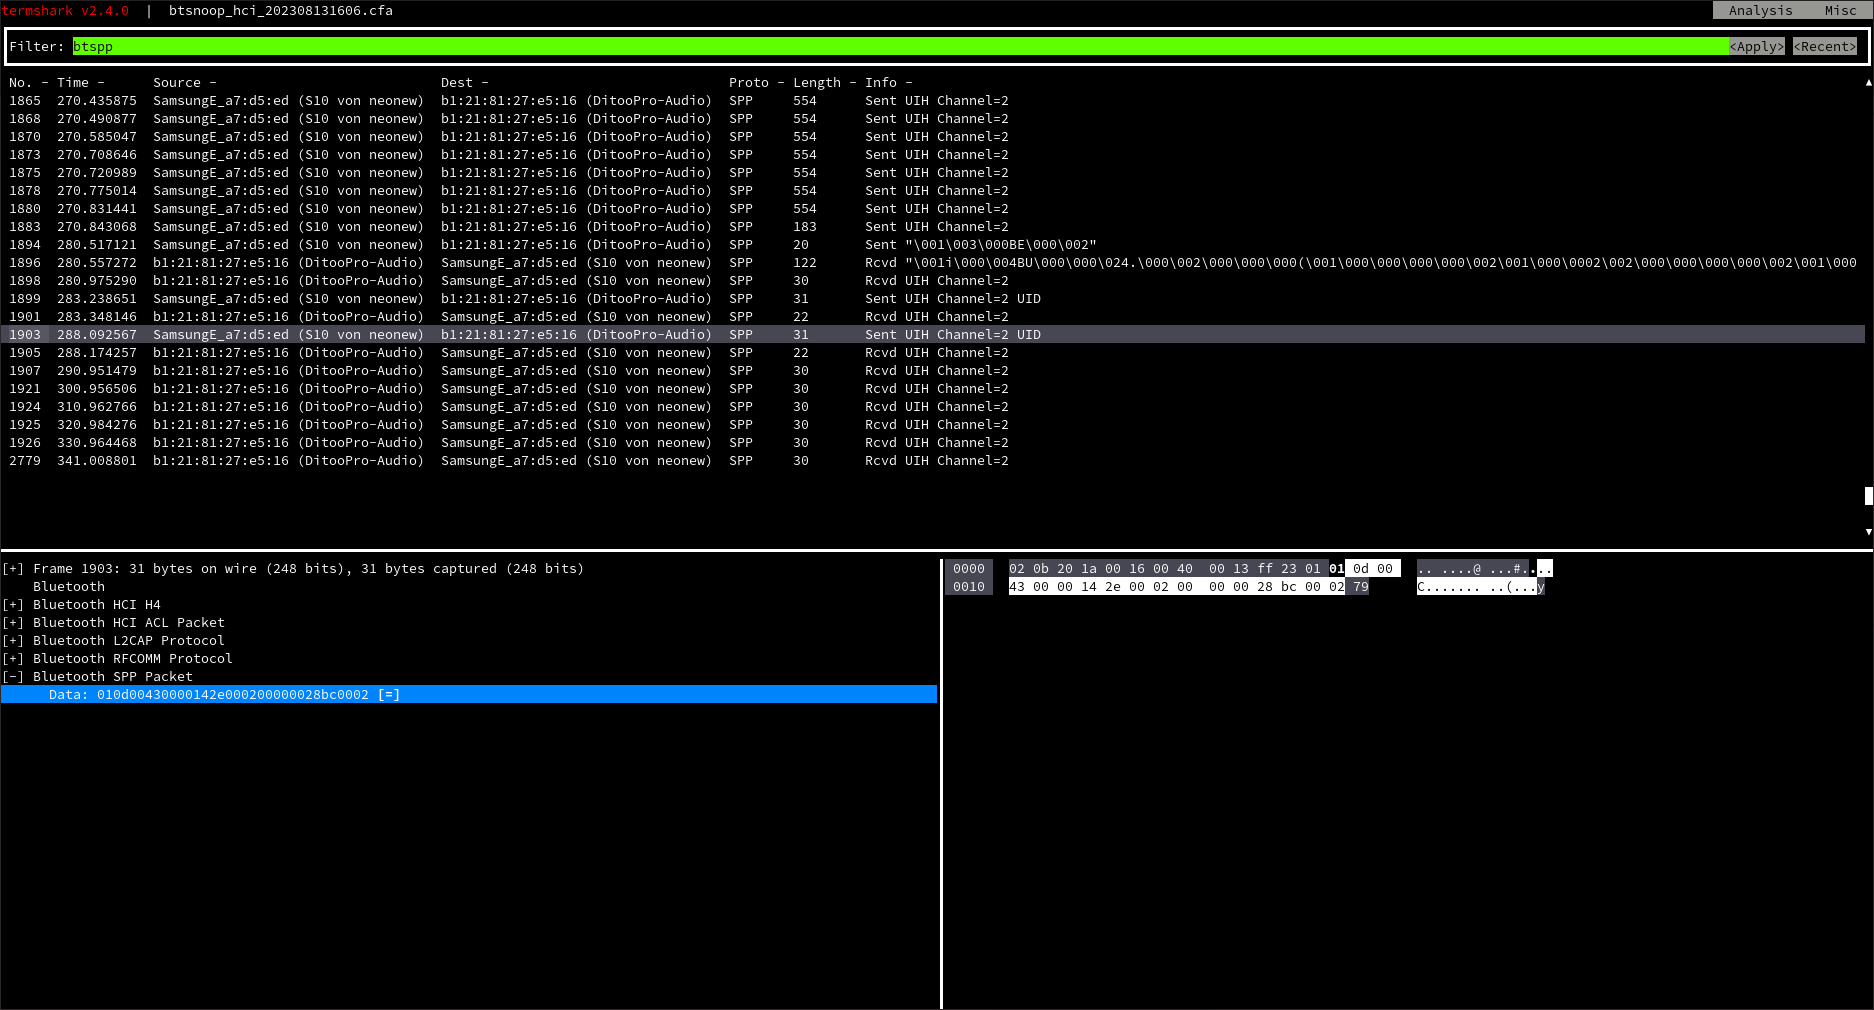 termshark v2.4.0 | btsnoop_hci_202308131606.cfa Analysis Misc
Filter: btspp <Apply> <Recent>
No. - Time - Source - Dest - Proto - Length - Info -
1865 270.435875 SamsungE_a7:d5:ed (S10 von neonew) b1:21:81:27:e5:16 (DitooPro-Audio) SPP 554 Sent UIH Channel=2
1868 270.490877 SamsungE_a7:d5:ed (S10 von neonew) b1:21:81:27:e5:16 (DitooPro-Audio) SPP 554 Sent UIH Channel=2
1870 270.585047 SamsungE_a7:d5:ed (S10 von neonew) b1:21:81:27:e5:16 (DitooPro-Audio) SPP 554 Sent UIH Channel=2
1873 270.708646 SamsungE_a7:d5:ed (S10 von neonew) b1:21:81:27:e5:16 (DitooPro-Audio) SPP 554 Sent UIH Channel=2
1875 270.720989 SamsungE_a7:d5:ed (S10 von neonew) b1:21:81:27:e5:16 (DitooPro-Audio) SPP 554 Sent UIH Channel=2
1878 270.775014 SamsungE_a7:d5:ed (S10 von neonew) b1:21:81:27:e5:16 (DitooPro-Audio) SPP 554 Sent UIH Channel=2
1880 270.831441 SamsungE_a7:d5:ed (S10 von neonew) b1:21:81:27:e5:16 (DitooPro-Audio) SPP 554 Sent UIH Channel=2
1883 270.843068 SamsungE_a7:d5:ed (S10 von neonew) b1:21:81:27:e5:16 (DitooPro-Audio) SPP 183 Sent UIH Channel=2
1894 280.517121 SamsungE_a7:d5:ed (S10 von neonew) b1:21:81:27:e5:16 (DitooPro-Audio) SPP 20 Sent "\001\003\000BE\000\002"
1896 280.557272 b1:21:81:27:e5:16 (DitooPro-Audio) SamsungE_a7:d5:ed (S10 von neonew) SPP 122 Rcvd "\001i\000\004BU\000\000\024.\000\002\000\000\000(\001\000\000\000\000\002\001\000\0002\002\000\000\000\000\002\001\000
1898 280.975290 b1:21:81:27:e5:16 (DitooPro-Audio) SamsungE_a7:d5:ed (S10 von neonew) SPP 30 Rcvd UIH Channel=2
1899 283.238651 SamsungE_a7:d5:ed (S10 von neonew) b1:21:81:27:e5:16 (DitooPro-Audio) SPP 31 Sent UIH Channel=2 UID
1901 283.348146 b1:21:81:27:e5:16 (DitooPro-Audio) SamsungE_a7:d5:ed (S10 von neonew) SPP 22 Rcvd UIH Channel=2
1903 288.092567 SamsungE_a7:d5:ed (S10 von neonew) b1:21:81:27:e5:16 (DitooPro-Audio) SPP 31 Sent UIH Channel=2 UID
1905 288.174257 b1:21:81:27:e5:16 (DitooPro-Audio) SamsungE_a7:d5:ed (S10 von neonew) SPP 22 Rcvd UIH Channel=2
1907 290.951479 b1:21:81:27:e5:16 (DitooPro-Audio) SamsungE_a7:d5:ed (S10 von neonew) SPP 30 Rcvd UIH Channel=2
1921 300.956506 b1:21:81:27:e5:16 (DitooPro-Audio) SamsungE_a7:d5:ed (S10 von neonew) SPP 30 Rcvd UIH Channel=2
1924 310.962766 b1:21:81:27:e5:16 (DitooPro-Audio) SamsungE_a7:d5:ed (S10 von neonew) SPP 30 Rcvd UIH Channel=2
1925 320.984276 b1:21:81:27:e5:16 (DitooPro-Audio) SamsungE_a7:d5:ed (S10 von neonew) SPP 30 Rcvd UIH Channel=2
1926 330.964468 b1:21:81:27:e5:16 (DitooPro-Audio) SamsungE_a7:d5:ed (S10 von neonew) SPP 30 Rcvd UIH Channel=2
2779 341.008801 b1:21:81:27:e5:16 (DitooPro-Audio) SamsungE_a7:d5:ed (S10 von neonew) SPP 30 Rcvd UIH Channel=2
[+] Frame 1903: 31 bytes on wire (248 bits), 31 bytes captured (248 bits)
Bluetooth
[+] Bluetooth HCI H4
[+] Bluetooth HCI ACL Packet
[+] Bluetooth L2CAP Protocol
[+] Bluetooth RFCOMM Protocol
[-] Bluetooth SPP Packet
Data: 010d00430000142e000200000028bc0002 [=]
0000 02 0b 20 1a 00 16 00 40 00 13 ff 23 01 01 0d 00 .. ....@ ...#....
0010 43 00 00 14 2e 00 02 00 00 00 28 bc 00 02 79 C....... ..(...y